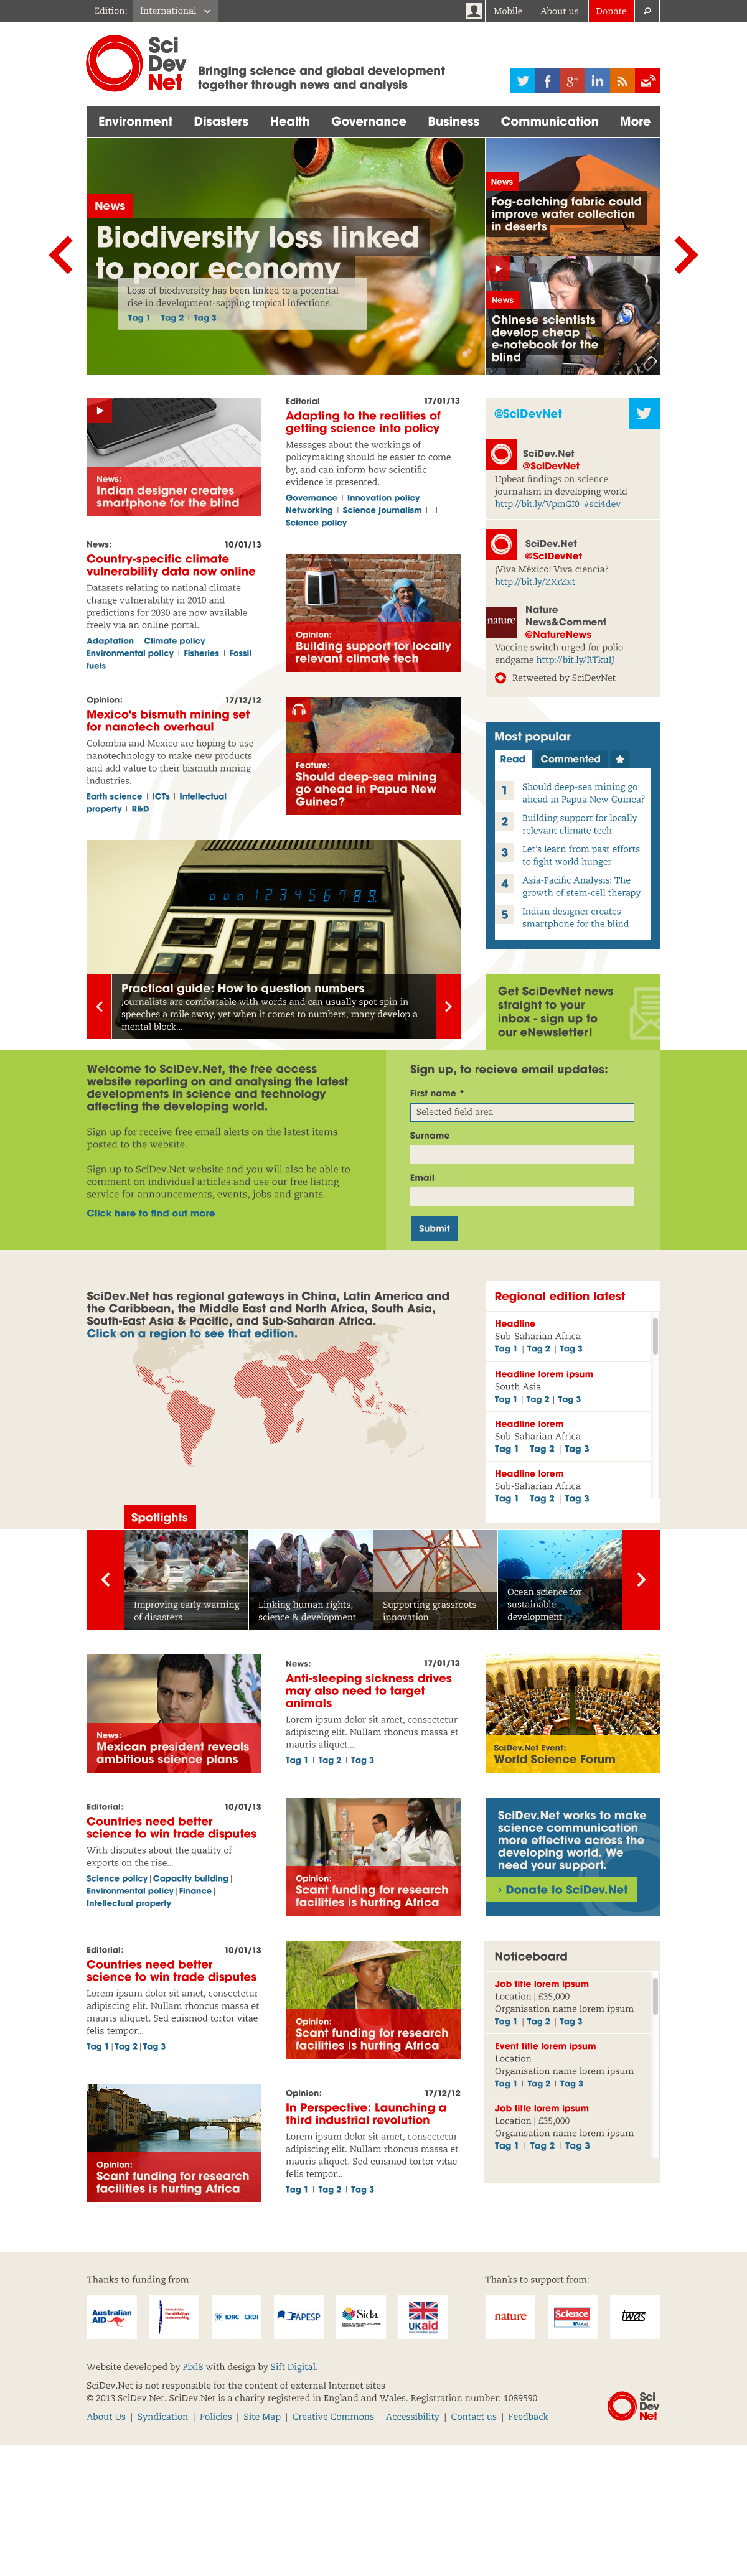 Edition: International
Mobile
About us
Donate
Sci
Dev
Net
Bringing science and global development
together through news and analysis
Environment Disasters Health Governance Business Communication More
News
Biodiversity loss linked
to poor economy
Loss of biodiversity has been linked to a potential
rise in development-sapping tropical infections.
Tag 1 | Tag 2 | Tag 3
News
Fog-catching fabric could
improve water collection
in deserts
News
Chinese scientists
develop cheap
e-notebook for the
blind
News:
Indian designer creates
smartphone for the blind
News: 10/01/13
Country-specific climate
vulnerability data now online
Datasets relating to national climate
change vulnerability in 2010 and
predictions for 2030 are now available
freely via an online portal.
Adaptation | Climate policy |
Environmental policy | Fisheries | Fossil
fuels
Opinion: 17/12/12
Mexico's bismuth mining set
for nanotech overhaul
Colombia and Mexico are hoping to use
nanotechnology to make new products
and add value to their bismuth mining
industries.
Earth science | ICTs | Intellectual
property | R&D
Editorial 17/01/13
Adapting to the realities of
getting science into policy
Messages about the workings of
policymaking should be easier to come
by, and can inform how scientific
evidence is presented.
Governance | Innovation policy |
Networking | Science journalism | |
Science policy
Opinion:
Building support for locally
relevant climate tech
Feature:
Should deep-sea mining
go ahead in Papua New
Guinea?
Practical guide: How to question numbers
Journalists are comfortable with words and can usually spot spin in
speeches a mile away, yet when it comes to numbers, many develop a
mental block...
@SciDevNet
SciDev.Net
@SciDevNet
Upbeat findings on science
journalism in developing world
http://bit.ly/VpmGI0 #sci4dev
SciDev.Net
@SciDevNet
¡Viva México! Viva ciencia?
http://bit.ly/ZXrZxt
nature
Nature
News&Comment
@NatureNews
Vaccine switch urged for polio
endgame http://bit.ly/RTkuIJ
Retweeted by SciDevNet
Most popular
Read Commented
1 Should deep-sea mining go
ahead in Papua New Guinea?
2 Building support for locally
relevant climate tech
3 Let's learn from past efforts
to fight world hunger
4 Asia-Pacific Analysis: The
growth of stem-cell therapy
5 Indian designer creates
smartphone for the blind
Get SciDevNet news
straight to your
inbox - sign up to
our eNewsletter!
Welcome to SciDev.Net, the free access
website reporting on and analysing the latest
developments in science and technology
affecting the developing world.
Sign up for receive free email alerts on the latest items
posted to the website.
Sign up to SciDev.Net website and you will also be able to
comment on individual articles and use our free listing
service for announcements, events, jobs and grants.
Click here to find out more
Sign up, to recieve email updates:
First name *
Selected field area
Surname
Email
Submit
SciDev.Net has regional gateways in China, Latin America and
the Caribbean, the Middle East and North Africa, South Asia,
South-East Asia & Pacific, and Sub-Saharan Africa.
Click on a region to see that edition.
Regional edition latest
Headline
Sub-Saharian Africa
Tag 1 | Tag 2 | Tag 3
Headline lorem ipsum
South Asia
Tag 1 | Tag 2 | Tag 3
Headline lorem
Sub-Saharian Africa
Tag 1 | Tag 2 | Tag 3
Headline lorem
Sub-Saharian Africa
Tag 1 | Tag 2 | Tag 3
Spotlights
Improving early warning
of disasters
Linking human rights,
science & development
Supporting grassroots
innovation
Ocean science for
sustainable
development
News:
Mexican president reveals
ambitious science plans
News: 17/01/13
Anti-sleeping sickness drives
may also need to target
animals
Lorem ipsum dolor sit amet, consectetur
adipiscing elit. Nullam rhoncus massa et
mauris aliquet...
Tag 1 | Tag 2 | Tag 3
SciDev.Net Event:
World Science Forum
Editorial: 10/01/13
Countries need better
science to win trade disputes
With disputes about the quality of
exports on the rise...
Science policy | Capacity building |
Environmental policy | Finance |
Intellectual property
Opinion:
Scant funding for research
facilities is hurting Africa
SciDev.Net works to make
science communication
more effective across the
developing world. We
need your support.
› Donate to SciDev.Net
Editorial: 10/01/13
Countries need better
science to win trade disputes
Lorem ipsum dolor sit amet, consectetur
adipiscing elit. Nullam rhoncus massa et
mauris aliquet. Sed euismod tortor vitae
felis tempor...
Tag 1 | Tag 2 | Tag 3
Opinion:
Scant funding for research
facilities is hurting Africa
Noticeboard
Job title lorem ipsum
Location | £35,000
Organisation name lorem ipsum
Tag 1 | Tag 2 | Tag 3
Event title lorem ipsum
Location
Organisation name lorem ipsum
Tag 1 | Tag 2 | Tag 3
Job title lorem ipsum
Location | £35,000
Organisation name lorem ipsum
Tag 1 | Tag 2 | Tag 3
Opinion:
Scant funding for research
facilities is hurting Africa
Opinion: 17/12/12
In Perspective: Launching a
third industrial revolution
Lorem ipsum dolor sit amet, consectetur
adipiscing elit. Nullam rhoncus massa et
mauris aliquet. Sed euismod tortor vitae
felis tempor...
Tag 1 | Tag 2 | Tag 3
Thanks to funding from:
Thanks to support from:
Australian
AID
IDRC | CRDI
FAPESP
Sida
UKaid
nature
Science
AAAS
twas
Website developed by Pixl8 with design by Sift Digital.
SciDev.Net is not responsible for the content of external Internet sites
© 2013 SciDev.Net. SciDev.Net is a charity registered in England and Wales. Registration number: 1089590
About Us | Syndication | Policies | Site Map | Creative Commons | Accessibility | Contact us | Feedback
Sci
Dev
Net